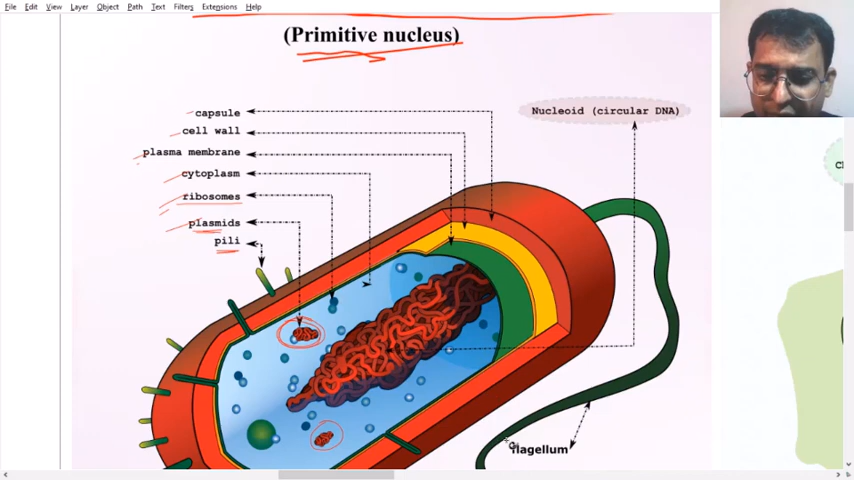 File Edit View Layer Object Path Text Filters Extensions Help
(Primitive nucleus)
capsule
cell wall
plasma membrane
cytoplasm
ribosomes
plasmids
pili
Nucleoid (circular DNA)
flagellum